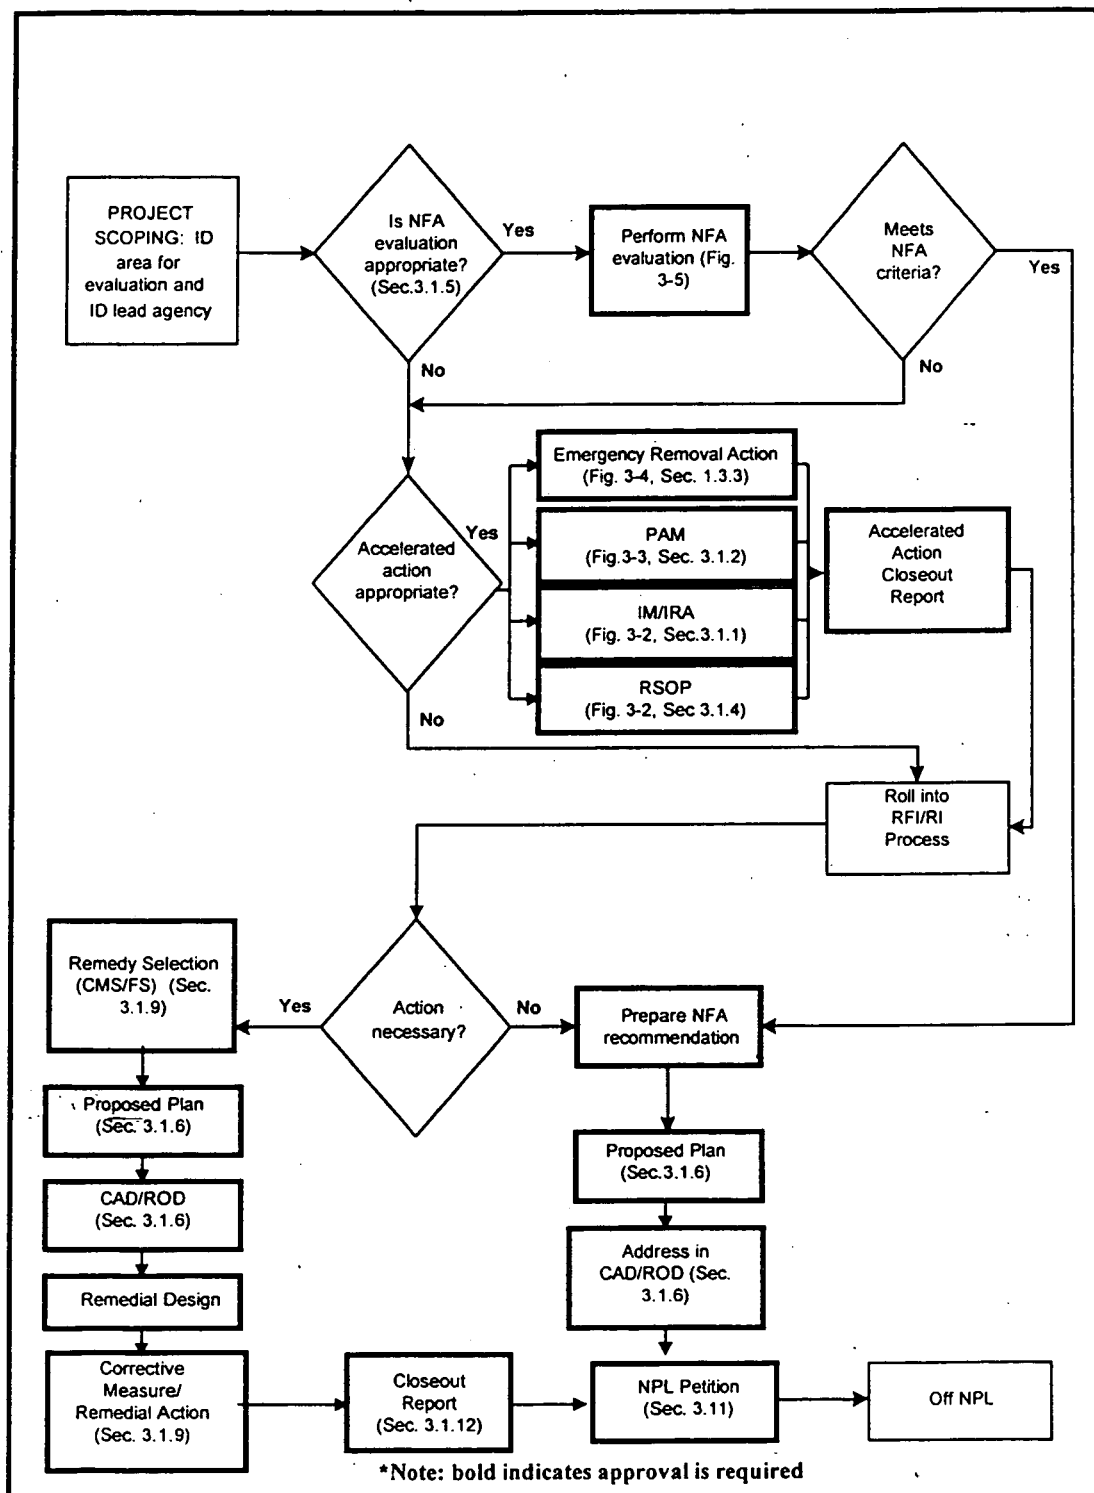 PROJECT
SCOPING: ID
area for
evaluation and
ID lead agency
Is NFA
evaluation
appropriate?
(Sec.3.1.5)
Yes
No
Perform NFA
evaluation (Fig.
3-5)
Meets
NFA
criteria?
Yes
No
Accelerated
action
appropriate?
Yes
No
Emergency Removal Action
(Fig. 3-4, Sec. 1.3.3)
PAM
(Fig.3-3, Sec. 3.1.2)
IM/IRA
(Fig. 3-2, Sec.3.1.1)
RSOP
(Fig. 3-2, Sec 3.1.4)
Accelerated
Action
Closeout
Report
Roll into
RFI/RI
Process
Action
necessary?
Yes
No
Remedy Selection
(CMS/FS) (Sec.
3.1.9)
Proposed Plan
(Sec. 3.1.6)
CAD/ROD
(Sec. 3.1.6)
Remedial Design
Corrective
Measure/
Remedial Action
(Sec. 3.1.9)
Closeout
Report
(Sec. 3.1.12)
Prepare NFA
recommendation
Proposed Plan
(Sec.3.1.6)
Address in
CAD/ROD (Sec.
3.1.6)
NPL Petition
(Sec. 3.11)
Off NPL
*Note: bold indicates approval is required